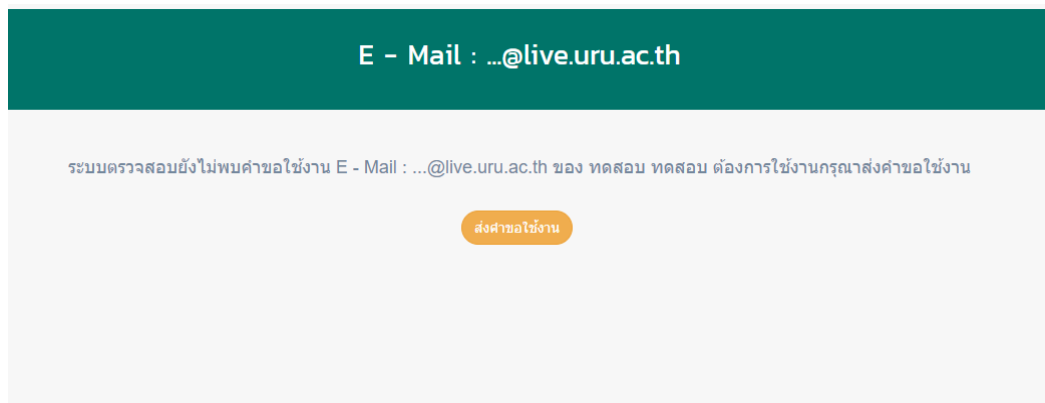 E - Mail : ...@live.uru.ac.th
ระบบตรวจสอบยังไม่พบคำขอใช้งาน E - Mail : ...@live.uru.ac.th ของ ทดสอบ ทดสอบ ต้องการใช้งานกรุณาส่งคำขอใช้งาน
ส่งคำขอใช้งาน